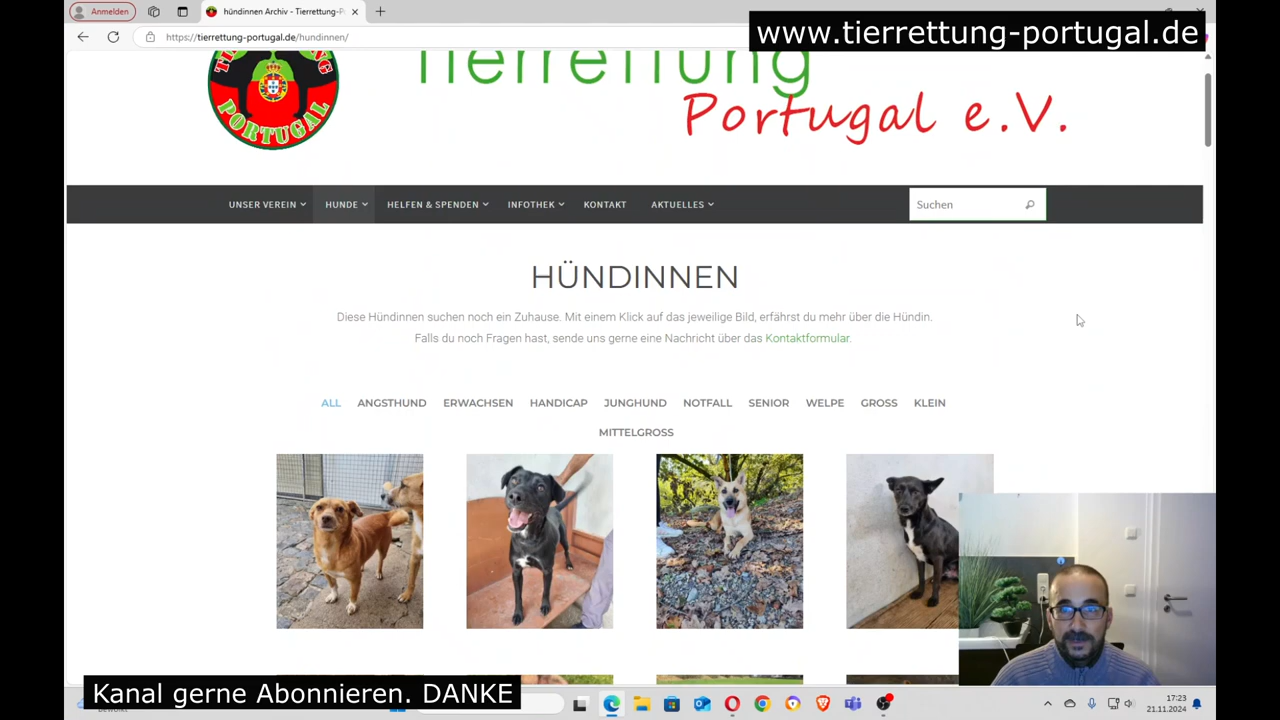 Anmelden
hündinnen Archiv - Tierrettung-P
www.tierrettung-portugal.de
https://tierrettung-portugal.de/hundinnen/
Tierrettung
PORTUGAL
Portugal e.V.
UNSER VEREIN
HUNDE
HELFEN & SPENDEN
INFOTHEK
KONTAKT
AKTUELLES
Suchen
HÜNDINNEN
Diese Hündinnen suchen noch ein Zuhause. Mit einem Klick auf das jeweilige Bild, erfährst du mehr über die Hündin.
Falls du noch Fragen hast, sende uns gerne eine Nachricht über das Kontaktformular.
ALL ANGSTHUND ERWACHSEN HANDICAP JUNGHUND NOTFALL SENIOR WELPE GROSS KLEIN
MITTELGROSS
Kanal gerne Abonnieren. DANKE
17:23
21.11.2024